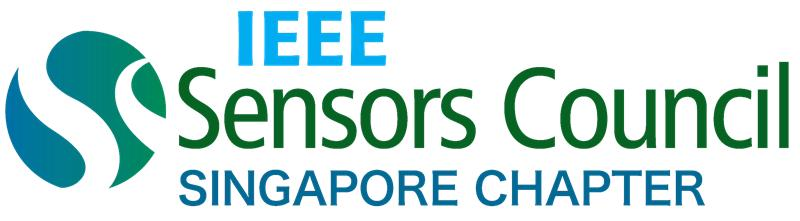 IEEE
Sensors Council
SINGAPORE CHAPTER